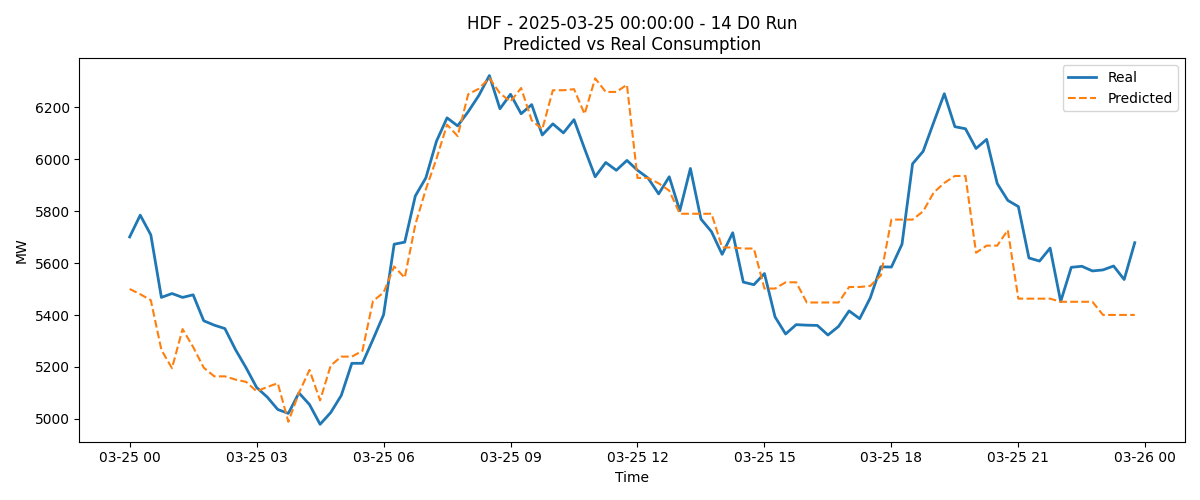 HDF - 2025-03-25 00:00:00 - 14 D0 Run
Predicted vs Real Consumption
Real
Predicted
MW
6200
6000
5800
5600
5400
5200
5000
03-25 00
03-25 03
03-25 06
03-25 09
03-25 12
03-25 15
03-25 18
03-25 21
03-26 00
Time